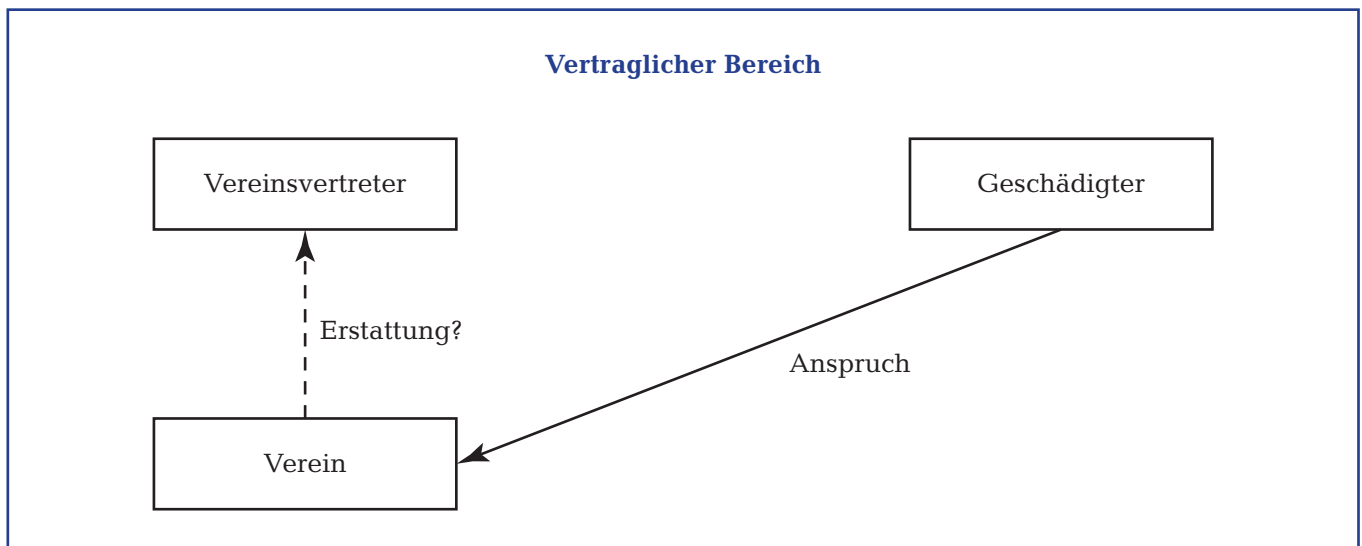 Vertraglicher Bereich
Vereinsvertreter
Geschädigter
Erstattung?
Anspruch
Verein